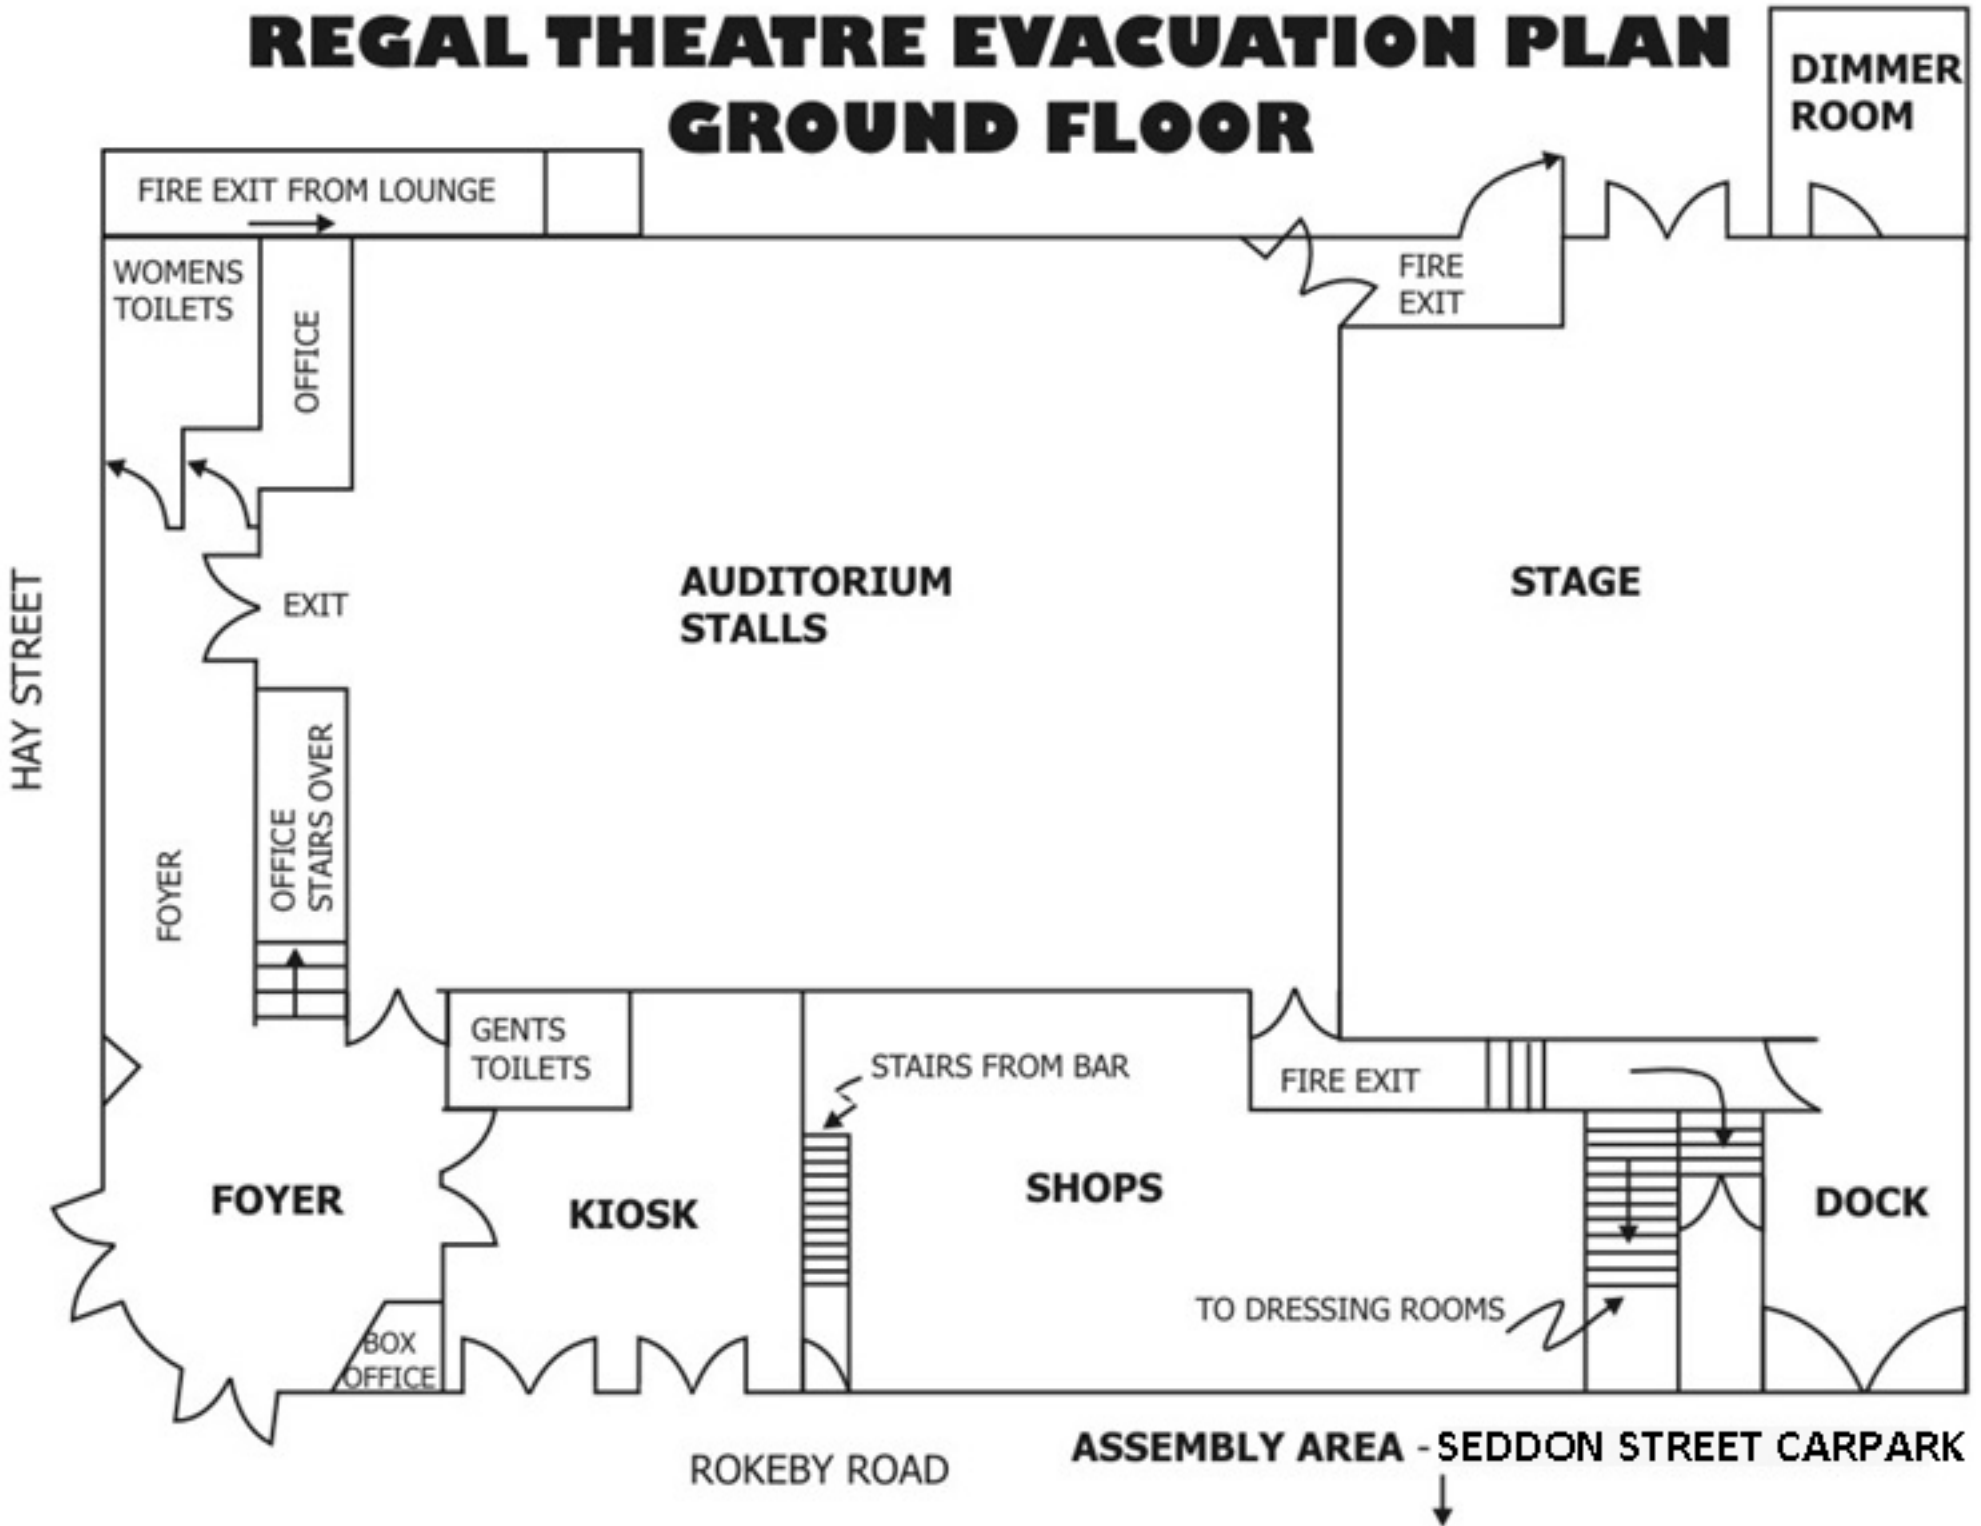 REGAL THEATRE EVACUATION PLAN
GROUND FLOOR
DIMMER
ROOM
FIRE EXIT FROM LOUNGE
WOMENS
TOILETS
OFFICE
FIRE
EXIT
HAY STREET
EXIT
AUDITORIUM
STALLS
STAGE
OFFICE
STAIRS OVER
FOYER
GENTS
TOILETS
STAIRS FROM BAR
FIRE EXIT
FOYER
KIOSK
SHOPS
DOCK
TO DRESSING ROOMS
BOX
OFFICE
ROKEBY ROAD
ASSEMBLY AREA - SEDDON STREET CARPARK